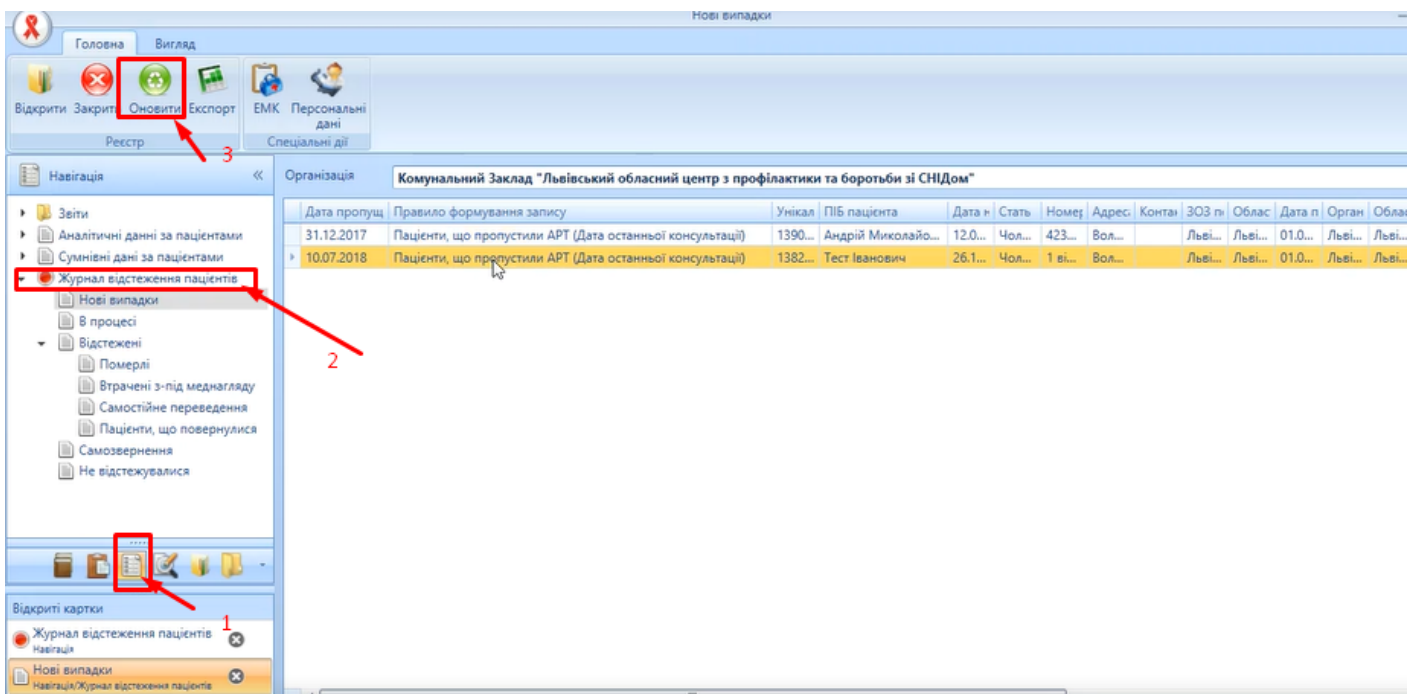 Нові випадки
Головна Вигляд
Відкрити Закрити Оновити Експорт ЕМК Персональні дані
Реєстр Спеціальні дії
3
Навігація
Організація Комунальний Заклад "Львівський обласний центр з профілактики та боротьби зі СНІДом"
Звіти
Аналітичні данні за пацієнтами
Сумнівні дані за пацієнтами
Журнал відстеження пацієнтів
Нові випадки
В процесі
Відстежені
Померлі
Втрачені з-під меднагляду
Самостійне переведення
Пацієнти, що повернулися
Самозвернення
Не відстежувалися
Дата пропущ Правило формування запису Унікал ПІБ пацієнта Дата н Стать Номер Адрес Контак ЗОЗ п Облас Дата п Орган Облас
31.12.2017 Пацієнти, що пропустили АРТ (Дата останньої консультації) 1390... Андрій Миколайо... 12.0... Чол... 423... Вол... Льві... Льві... 01.0... Льві... Льві...
10.07.2018 Пацієнти, що пропустили АРТ (Дата останньої консультації) 1382... Тест Іванович 26.1... Чол... 1 ві... Вол... Льві... Льві... 01.0... Льві... Льві...
2
1
Відкриті картки
Журнал відстеження пацієнтів
Навігація
Нові випадки
Навігація/Журнал відстеження пацієнтів